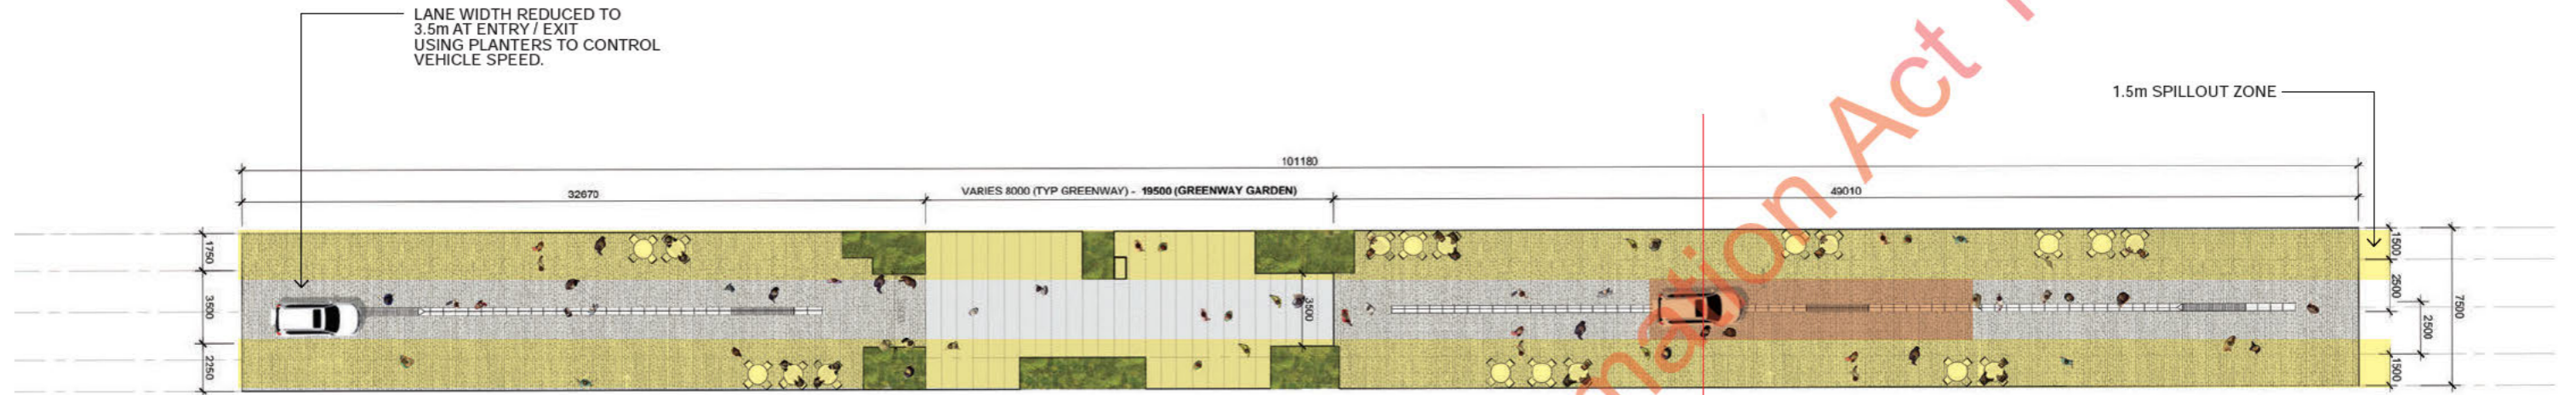 LANE WIDTH REDUCED TO
3.5m AT ENTRY / EXIT
USING PLANTERS TO CONTROL
VEHICLE SPEED.
1.5m SPILLOUT ZONE
101180
32670
VARIES 8000 (TYP GREENWAY) - 19500 (GREENWAY GARDEN)
49010
1750
3500
2250
3500
1500
2500
2500
1500
7500
mation Act